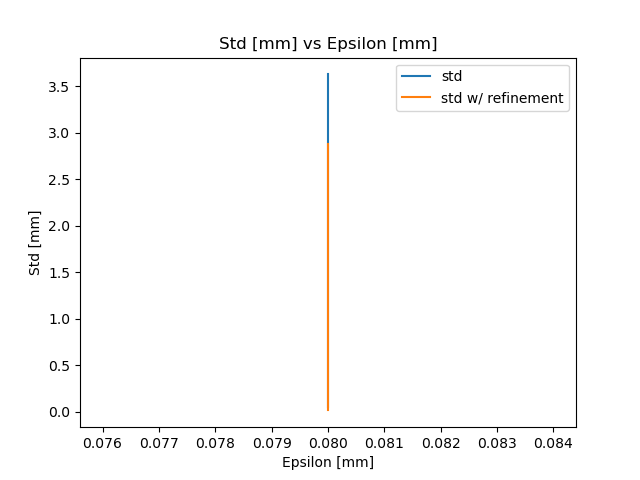 Std [mm] vs Epsilon [mm]
std
std w/ refinement
3.5
3.0
2.5
2.0
1.5
1.0
0.5
0.0
Std [mm]
0.076 0.077 0.078 0.079 0.080 0.081 0.082 0.083 0.084
Epsilon [mm]